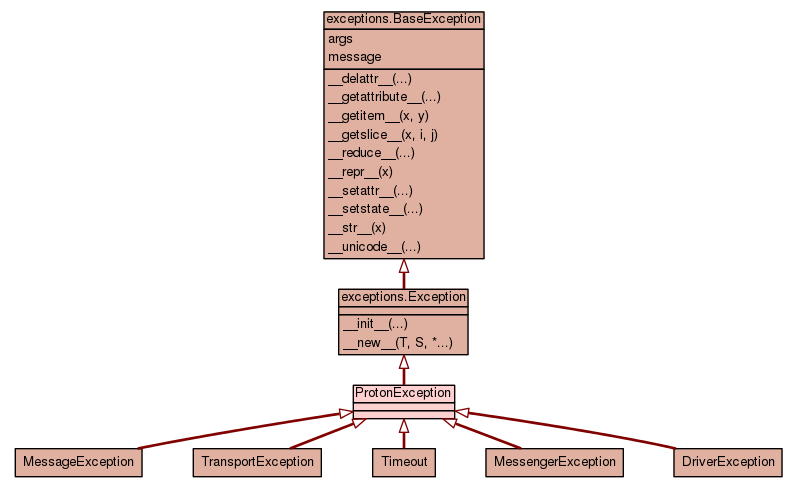 exceptions.BaseException
args
message
__delattr__(...)
__getattribute__(...)
__getitem__(x, y)
__getslice__(x, i, j)
__reduce__(...)
__repr__(x)
__setattr__(...)
__setstate__(...)
__str__(x)
__unicode__(...)
exceptions.Exception
__init__(...)
__new__(T, S, *...)
ProtonException
MessageException
TransportException
Timeout
MessengerException
DriverException